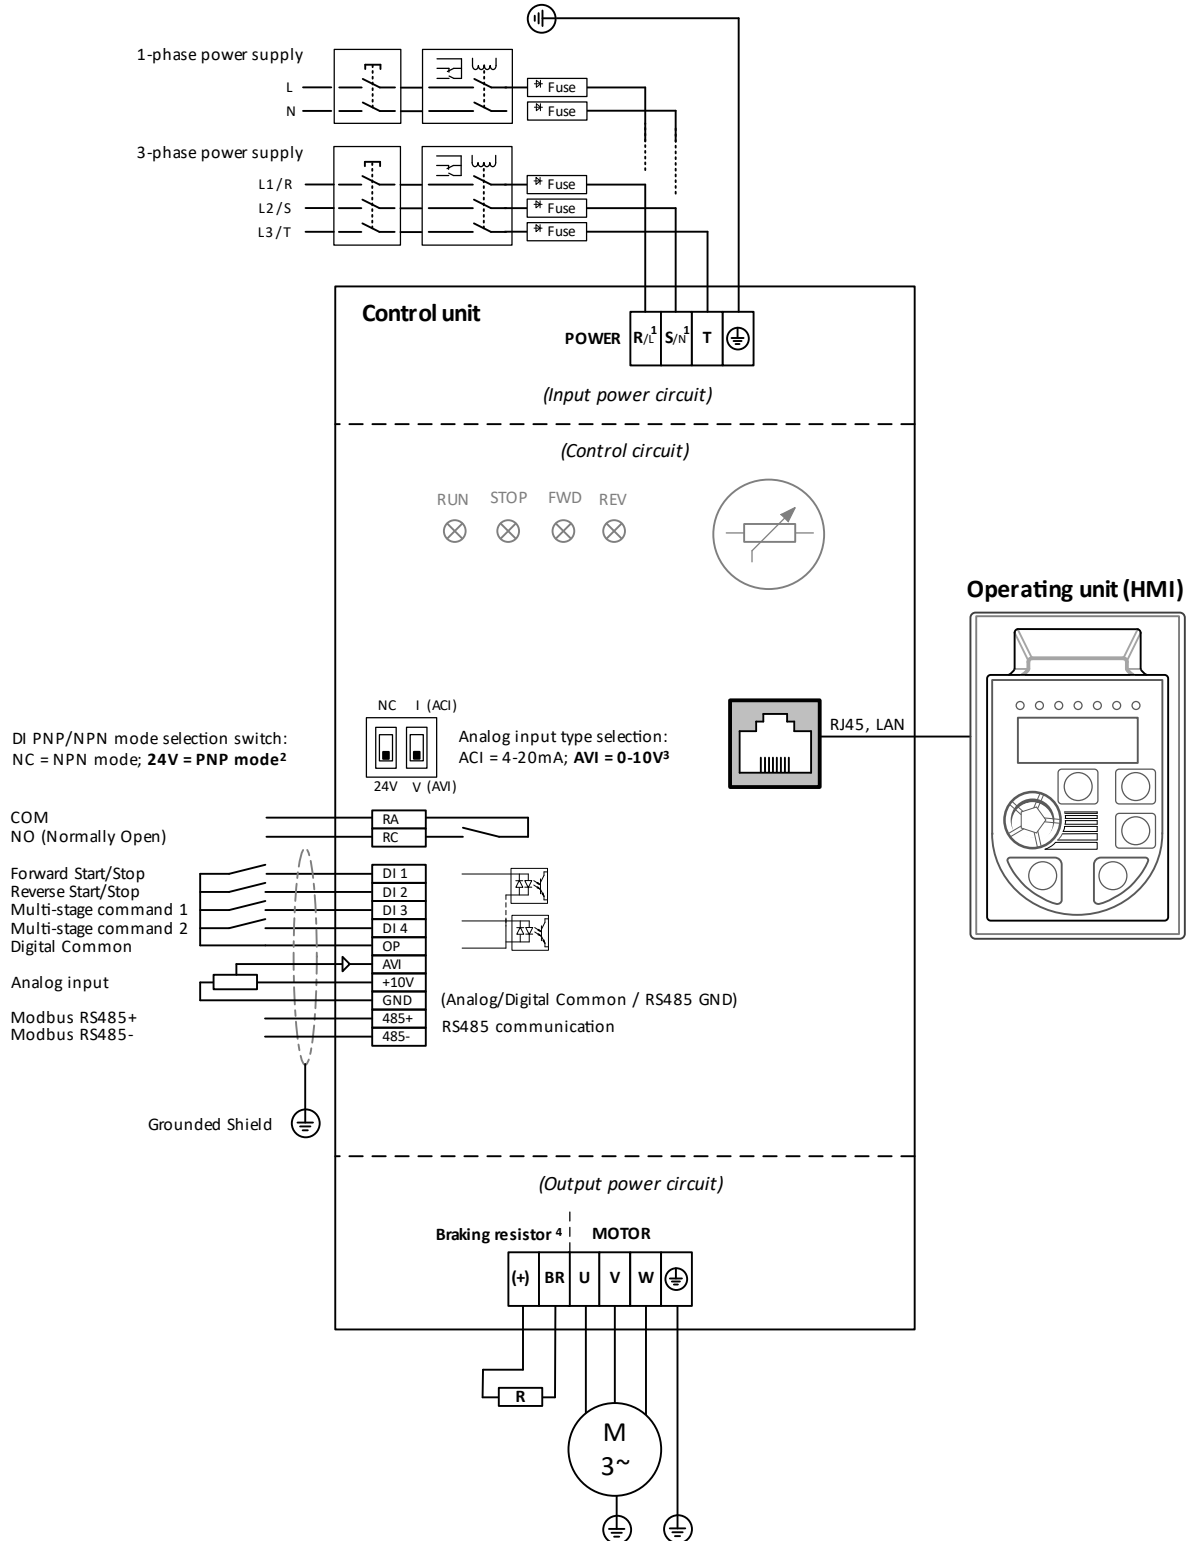 1-phase power supply
L
N
* Fuse
* Fuse
3-phase power supply
L1/R
L2/S
L3/T
* Fuse
* Fuse
* Fuse
Control unit
POWER
R/L1
S/N1
T
(Input power circuit)
(Control circuit)
RUN STOP FWD REV
Operating unit (HMI)
RJ45, LAN
NC I (ACI)
24V V (AVI)
DI PNP/NPN mode selection switch:
NC = NPN mode; 24V = PNP mode2
Analog input type selection:
ACI = 4-20mA; AVI = 0-10V3
COM RA
NO (Normally Open) RC
Forward Start/Stop DI 1
Reverse Start/Stop DI 2
Multi-stage command 1 DI 3
Multi-stage command 2 DI 4
Digital Common OP
AVI
Analog input +10V
GND (Analog/Digital Common / RS485 GND)
Modbus RS485+ 485+
Modbus RS485- 485-
RS485 communication
Grounded Shield
(Output power circuit)
Braking resistor 4 MOTOR
(+) BR U V W
R
M
3~